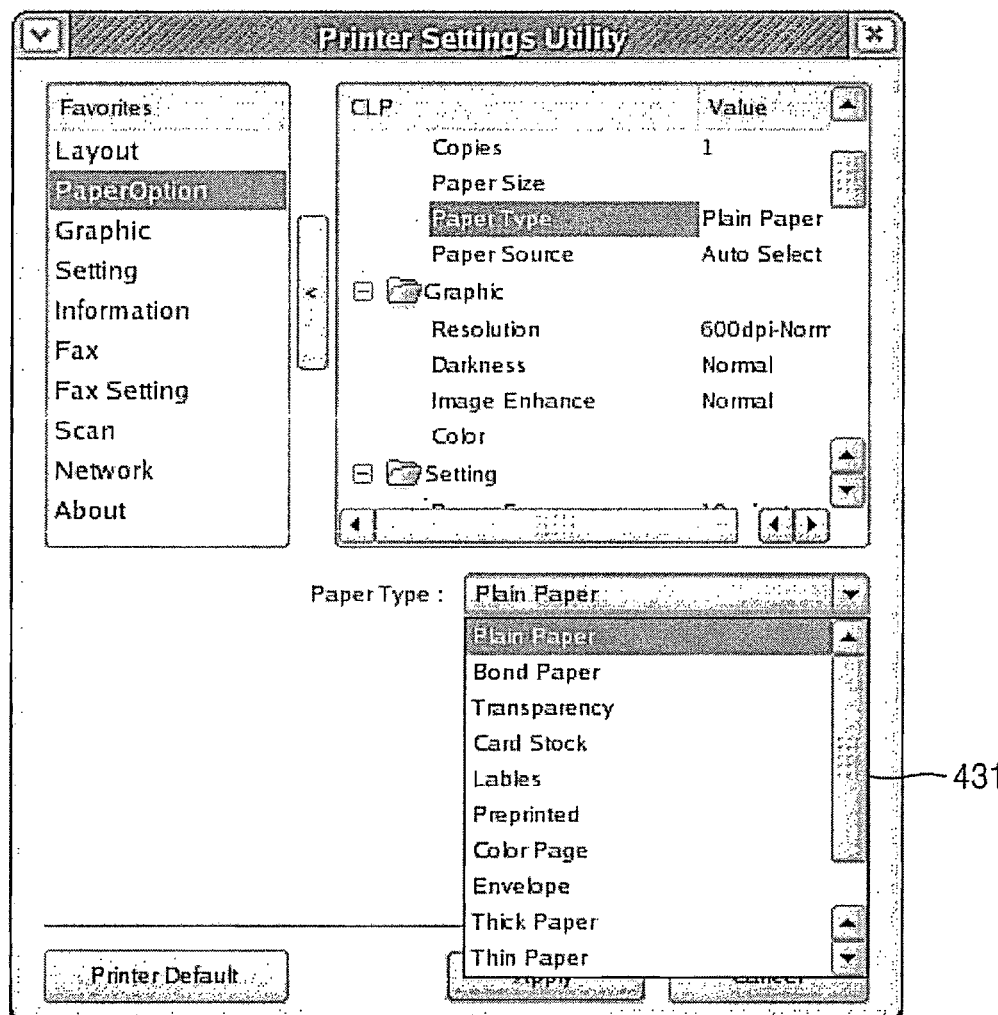 Printer Settings Utility
Favorites
Layout
PaperOption
Graphic
Setting
Information
Fax
Fax Setting
Scan
Network
About
<
CLP Value
Copies 1
Paper Size
Paper Type Plain Paper
Paper Source Auto Select
Graphic
Resolution 600dpi-Norm
Darkness Normal
Image Enhance Normal
Color
Setting
Paper Type : Plain Paper
Plain Paper
Bond Paper
Transparency
Card Stock
Lables
Preprinted
Color Page
Envelope
Thick Paper
Thin Paper
431
Printer Default Apply Cancel